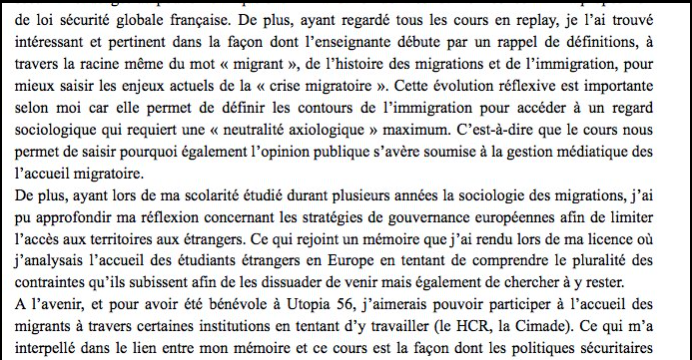 de loi sécurité globale française. De plus, ayant regardé tous les cours en replay, je l’ai trouvé
intéressant et pertinent dans la façon dont l’enseignante débute par un rappel de définitions, à
travers la racine même du mot « migrant », de l’histoire des migrations et de l’immigration, pour
mieux saisir les enjeux actuels de la « crise migratoire ». Cette évolution réflexive est importante
selon moi car elle permet de définir les contours de l’immigration pour accéder à un regard
sociologique qui requiert une « neutralité axiologique » maximum. C’est-à-dire que le cours nous
permet de saisir pourquoi également l’opinion publique s’avère soumise à la gestion médiatique des
l’accueil migratoire.
De plus, ayant lors de ma scolarité étudié durant plusieurs années la sociologie des migrations, j’ai
pu approfondir ma réflexion concernant les stratégies de gouvernance européennes afin de limiter
l’accès aux territoires aux étrangers. Ce qui rejoint un mémoire que j’ai rendu lors de ma licence où
j’analysais l’accueil des étudiants étrangers en Europe en tentant de comprendre le pluralité des
contraintes qu’ils subissent afin de les dissuader de venir mais également de chercher à y rester.
A l’avenir, et pour avoir été bénévole à Utopia 56, j’aimerais pouvoir participer à l’accueil des
migrants à travers certaines institutions en tentant d’y travailler (le HCR, la Cimade). Ce qui m’a
interpellé dans le lien entre mon mémoire et ce cours est la façon dont les politiques sécuritaires